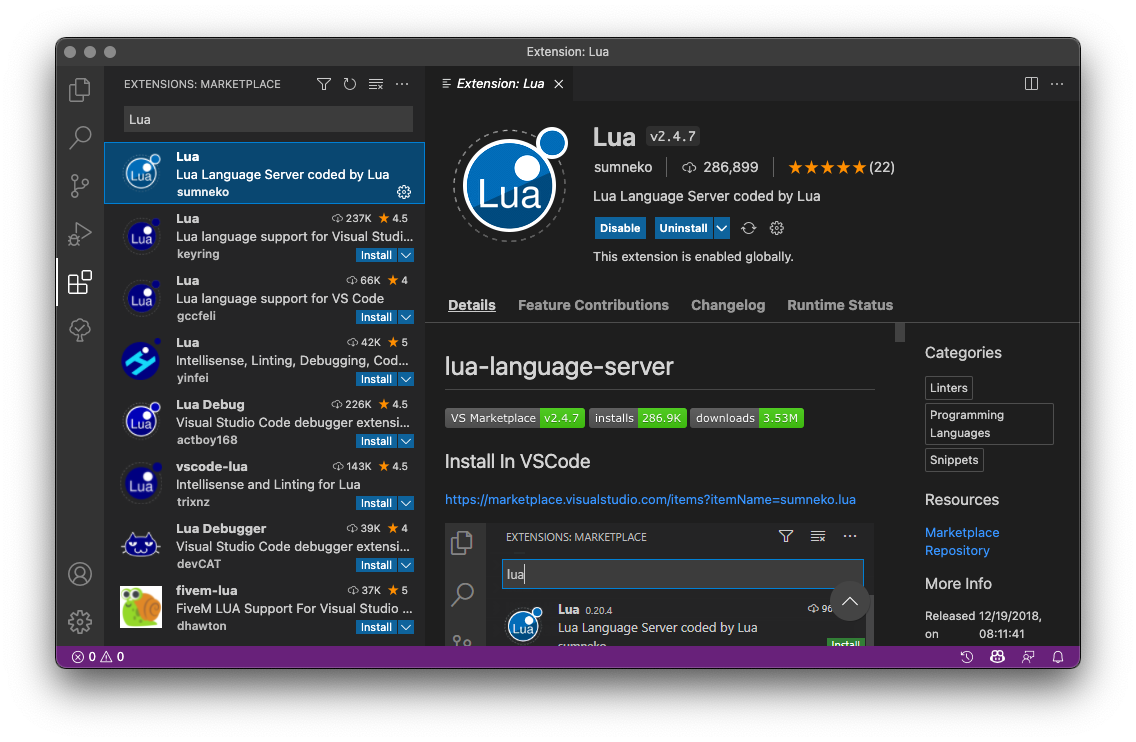 Extension: Lua
EXTENSIONS: MARKETPLACE
Lua
Lua
Lua
Lua Language Server coded by Lua
sumneko
Lua
Lua 237K 4.5
Lua language support for Visual Studi...
keyring Install
Lua
Lua 66K 4
Lua language support for VS Code
gccfeli Install
Lua 42K 5
Intellisense, Linting, Debugging, Cod...
yinfei Install
Lua
Lua Debug 226K 4.5
Visual Studio Code debugger extensi...
actboy168 Install
Lua
vscode-lua 143K 4.5
Intellisense and Linting for Lua
trixnz Install
Lua Debugger 39K 4
Visual Studio Code debugger extensi...
devCAT Install
fivem-lua 37K 5
FiveM LUA Support For Visual Studio ...
dhawton Install
Extension: Lua
Lua
Lua v2.4.7
sumneko 286,899 (22)
Lua Language Server coded by Lua
Disable Uninstall
This extension is enabled globally.
Details Feature Contributions Changelog Runtime Status
lua-language-server
VS Marketplace v2.4.7 installs 286.9K downloads 3.53M
Install In VSCode
https://marketplace.visualstudio.com/items?itemName=sumneko.lua
EXTENSIONS: MARKETPLACE
lua
Lua
Lua 0.20.4
Lua Language Server coded by Lua
sumneko Install
Categories
Linters
Programming
Languages
Snippets
Resources
Marketplace
Repository
More Info
Released 12/19/2018,
on 08:11:41
0 0